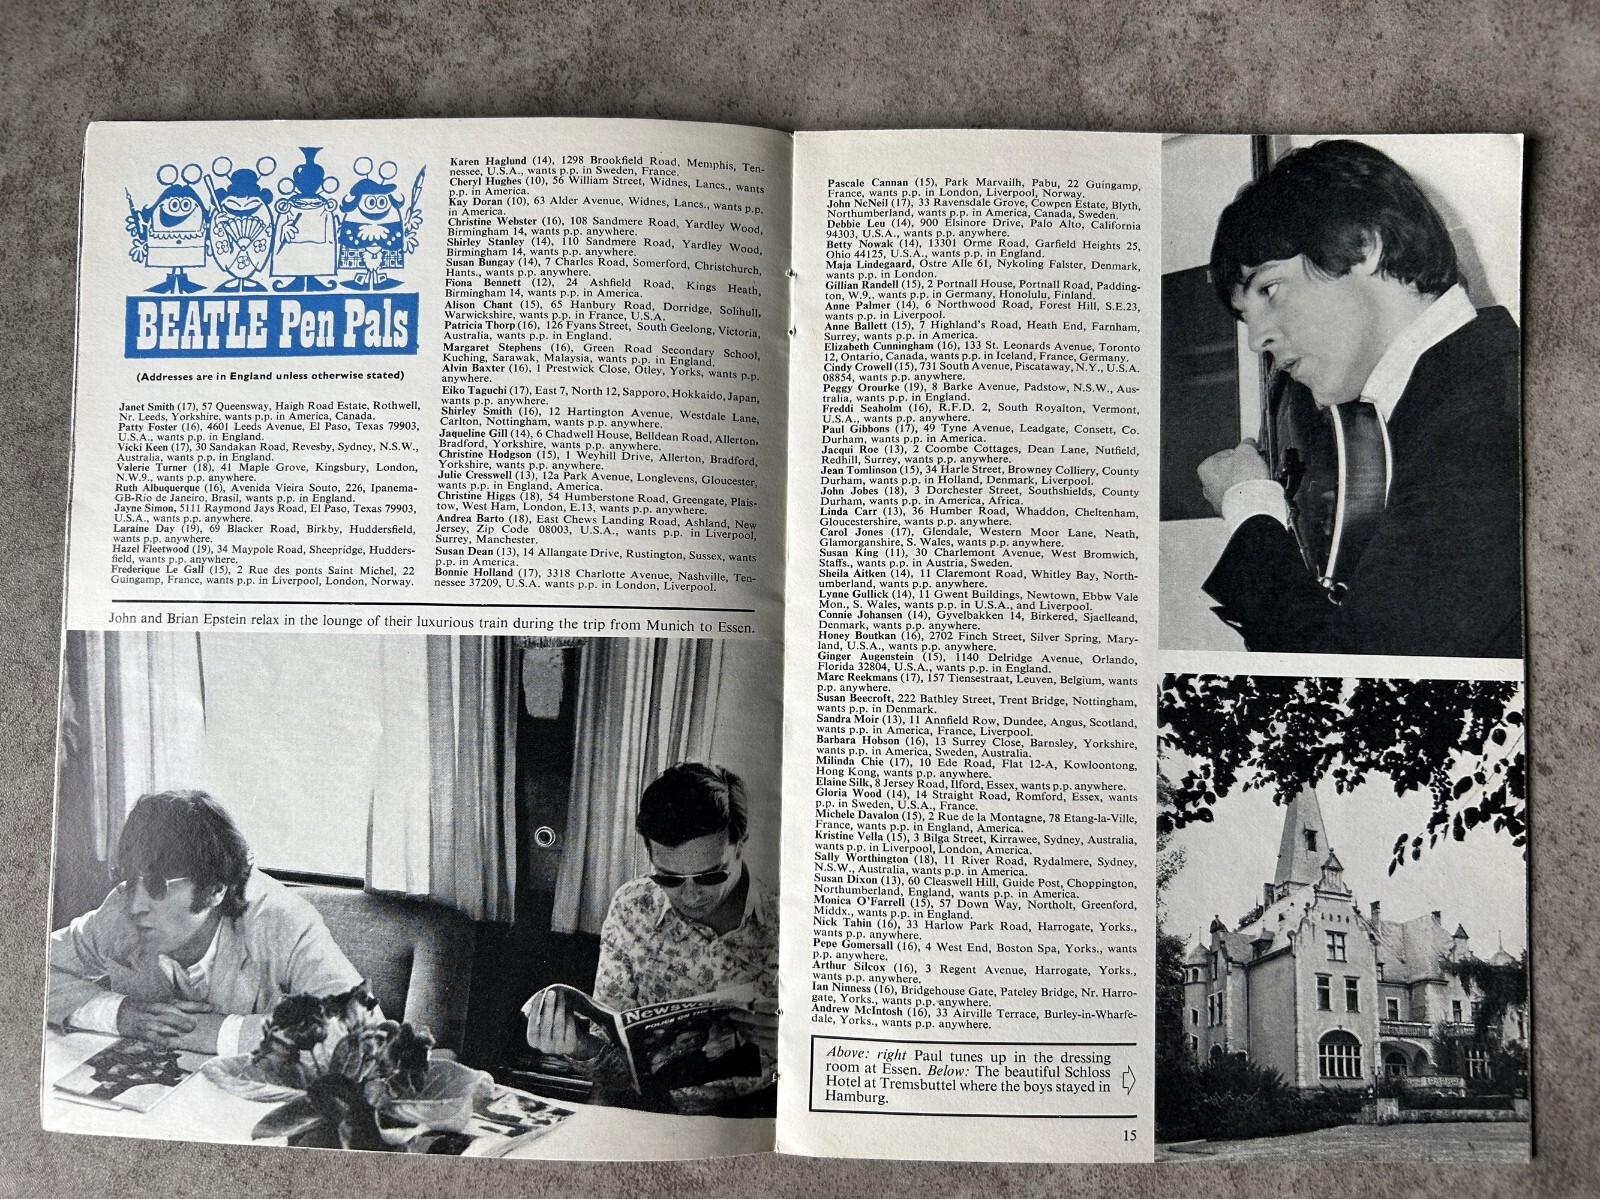 BEATLE Pen Pals
(Addresses are in England unless otherwise stated)
Janet Smith (17), 57 Queensway, Haigh Road Estate, Rothwell,
Nr. Leeds, Yorkshire, wants p.p. in America, Canada.
Patty Foster (16), 4601 Leeds Avenue, El Paso, Texas 79903,
U.S.A., wants p.p. in England.
Vicki Keen (17), 30 Sandakan Road, Revesby, Sydney, N.S.W.,
Australia, wants p.p. in England.
Valerie Turner (18), 41 Maple Grove, Kingsbury, London,
N.W.9., wants p.p. anywhere.
Ruth Albuquerque (16), Avenida Vieira Souto, 226, Ipanema-
GB-Rio de Janeiro, Brasil, wants p.p. in England.
Jayne Simon, 5111 Raymond Jays Road, El Paso, Texas 79903,
U.S.A., wants p.p. anywhere.
Laraine Day (19), 69 Blacker Road, Birkby, Huddersfield,
wants p.p. anywhere.
Hazel Fleetwood (19), 34 Maypole Road, Sheepridge, Hudders-
field, wants p.p. anywhere.
Frederique Le Gall (15), 2 Rue des ponts Saint Michel, 22
Guingamp, France, wants p.p. in Liverpool, London, Norway.
Karen Haglund (14), 1298 Brookfield Road, Memphis, Ten-
nessee, U.S.A., wants p.p. in Sweden, France.
Cheryl Hughes (10), 56 William Street, Widnes, Lancs., wants
p.p. in America.
Kay Doran (10), 63 Alder Avenue, Widnes, Lancs., wants p.p.
in America.
Christine Webster (16), 108 Sandmere Road, Yardley Wood,
Birmingham 14, wants p.p. anywhere.
Shirley Stanley (14), 110 Sandmere Road, Yardley Wood,
Birmingham 14, wants p.p. anywhere.
Susan Bungay (14), 7 Charles Road, Somerford, Christchurch,
Hants., wants p.p. anywhere.
Fiona Bennett (12), 24 Ashfield Road, Kings Heath,
Birmingham 14, wants p.p. in America.
Alison Chant (15), 65 Hanbury Road, Dorridge, Solihull,
Warwickshire, wants p.p. in France, U.S.A.
Patricia Thorp (16), 126 Fyans Street, South Geelong, Victoria,
Australia, wants p.p. in England.
Margaret Stephens (16), Green Road Secondary School,
Kuching, Sarawak, Malaysia, wants p.p. in England.
Alvin Baxter (16), 1 Prestwick Close, Otley, Yorks, wants p.p.
anywhere.
Eiko Taguchi (17), East 7, North 12, Sapporo, Hokkaido, Japan,
wants p.p. anywhere.
Shirley Smith (16), 12 Hartington Avenue, Westdale Lane,
Carlton, Nottingham, wants p.p. anywhere.
Jaqueline Gill (14), 6 Chadwell House, Belldean Road, Allerton,
Bradford, Yorkshire, wants p.p. anywhere.
Christine Hodgson (15), 1 Weyhill Drive, Allerton, Bradford,
Yorkshire, wants p.p. anywhere.
Julie Cresswell (13), 12a Park Avenue, Longlevens, Gloucester,
wants p.p. in England, America.
Christine Higgs (18), 54 Humberstone Road, Greengate, Plais-
tow, West Ham, London, E.13, wants p.p. anywhere.
Andrea Barto (18), East Chews Landing Road, Ashland, New
Jersey, Zip Code 08003, U.S.A., wants p.p. in Liverpool,
Surrey, Manchester.
Susan Dean (13), 14 Allangate Drive, Rustington, Sussex, wants
p.p. in America.
Bonnie Holland (17), 3318 Charlotte Avenue, Nashville, Ten-
nessee 37209, U.S.A. wants p.p. in London, Liverpool.
John and Brian Epstein relax in the lounge of their luxurious train during the trip from Munich to Essen.
Newsw
POLICE ON THE
Pascale Cannan (15), Park Marvailh, Pabu, 22 Guingamp,
France, wants p.p. in London, Liverpool, Norway.
John NcNeil (17), 33 Ravensdale Grove, Cowpen Estate, Blyth,
Northumberland, wants p.p. in America, Canada, Sweden.
Debbie Leu (14), 900 Elsinore Drive, Palo Alto, California
94303, U.S.A., wants p.p. anywhere.
Betty Nowak (14), 13301 Orme Road, Garfield Heights 25,
Ohio 44125, U.S.A., wants p.p. in England.
Maja Lindegaard, Ostre Alle 61, Nykoling Falster, Denmark,
wants p.p. in London.
Gillian Randell (15), 2 Portnall House, Portnall Road, Padding-
ton, W.9., wants p.p. in Germany, Honolulu, Finland.
Anne Palmer (14), 6 Northwood Road, Forest Hill, S.E.23,
wants p.p. in Liverpool
Anne Ballett (15), 7 Highland's Road, Heath End, Farnham,
Surrey, wants p.p. in America.
Elizabeth Cunningham (16), 133 St. Leonards Avenue, Toronto
12, Ontario, Canada, wants p.p. in Iceland, France, Germany.
Cindy Crowell (15), 731 South Avenue, Piscataway, N.Y., U.S.A.
08854, wants p.p. anywhere.
Peggy Orourke (19), 8 Barke Avenue, Padstow, N.S.W., Aus-
tralia, wants p.p. in England.
Freddi Seaholm (16), R.F.D. 2, South Royalton, Vermont,
U.S.A., wants p.p. anywhere.
Paul Gibbons (17), 49 Tyne Avenue, Leadgate, Consett, Co.
Durham, wants p.p. in America.
Jacqui Roe (13), 2 Coombe Cottages, Dean Lane, Nutfield,
Redhill, Surrey, wants p.p. anywhere.
Jean Tomlinson (15), 34 Harle Street, Browney Colliery, County
Durham, wants p.p. in Holland, Denmark, Liverpool.
John Jobes (18), 3 Dorchester Street, Southshields, County
Durham, wants p.p. in America, Africa.
Linda Carr (13), 36 Humber Road, Whaddon, Cheltenham,
Gloucestershire, wants p.p. anywhere.
Carol Jones (17), Glendale, Western Moor Lane, Neath,
Glamorganshire, S. Wales, wants p.p. anywhere.
Susan King (11), 30 Charlemont Avenue, West Bromwich,
Staffs., wants p.p. in Austria, Sweden.
Sheila Aitken (14), 11 Claremont Road, Whitley Bay, North-
umberland, wants p.p. anywhere.
Lynne Gullick (14), 11 Gwent Buildings, Newtown, Ebbw Vale
Mon., S. Wales, wants p.p. in U.S.A., and Liverpool.
Connie Johansen (14), Gyvelbakken 14, Birkered, Sjaelleand,
Denmark, wants p.p. anywhere.
Honey Boutkan (16), 2702 Finch Street, Silver Spring, Mary-
land, U.S.A., wants p.p. anywhere.
Ginger Augenstein (15), 1140 Delridge Avenue, Orlando,
Florida 32804, U.S.A., wants p.p. in England.
Marc Reekmans (17), 157 Tiensestraat, Leuven, Belgium, wants
p.p. anywhere.
Susan Beecroft, 222 Bathley Street, Trent Bridge, Nottingham,
wants p.p. in Denmark.
Sandra Moir (13), 11 Annfield Row, Dundee, Angus, Scotland,
wants p.p. in America, France, Liverpool.
Barbara Hobson (16), 13 Surrey Close, Barnsley, Yorkshire,
wants p.p. in America, Sweden, Australia.
Milinda Chie (17), 10 Ede Road, Flat 12-A, Kowloontong,
Hong Kong, wants p.p. anywhere.
Elaine Silk, 8 Jersey Road, Ilford, Essex, wants p.p. anywhere.
Gloria Wood (14), 14 Straight Road, Romford, Essex, wants
p.p. in Sweden, U.S.A., France.
Michele Davalon (15), 2 Rue de la Montagne, 78 Etang-la-Ville,
France, wants p.p. in England, America.
Kristine Vella (15), 3 Bilga Street, Kirrawee, Sydney, Australia,
wants p.p. in Liverpool, London, America.
Sally Worthington (18), 11 River Road, Rydalmere, Sydney,
N.S.W., Australia, wants p.p. anywhere.
Susan Dixon (13), 60 Cleaswell Hill, Guide Post, Choppington,
Northumberland, England, wants p.p. in America.
Monica O'Farrell (15), 57 Down Way, Northolt, Greenford,
Middx., wants p.p. in England.
Nick Tahin (16), 33 Harlow Park Road, Harrogate, Yorks.,
wants p.p. anywhere.
Pepe Gomersall (16), 4 West End, Boston Spa, Yorks., wants
p.p. anywhere.
Arthur Silcox (16), 3 Regent Avenue, Harrogate, Yorks.,
wants p.p. anywhere.
Ian Ninness (16), Bridgehouse Gate, Pateley Bridge, Nr. Harro-
gate, Yorks., wants p.p. anywhere.
Andrew McIntosh (16), 33 Airville Terrace, Burley-in-Wharfe-
dale, Yorks., wants p.p. anywhere.
Above: right Paul tunes up in the dressing
room at Essen. Below: The beautiful Schloss
Hotel at Tremsbuttel where the boys stayed in
Hamburg.
15